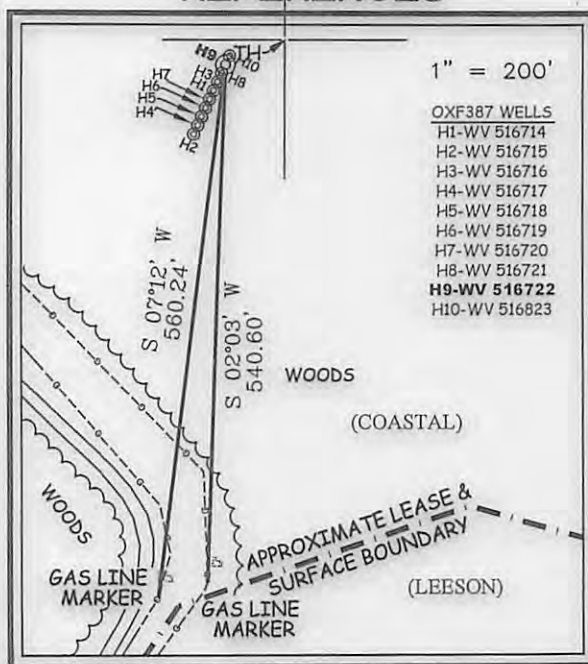 H9
TH
H10
H7
H6
H5
H4
H3
H1
H8
H2
1" = 200'
OXF387 WELLS
H1-WV 516714
H2-WV 516715
H3-WV 516716
H4-WV 516717
H5-WV 516718
H6-WV 516719
H7-WV 516720
H8-WV 516721
H9-WV 516722
H10-WV 516823
S 07°12' W
560.24'
S 02°03' W
540.60'
WOODS
(COASTAL)
WOODS
APPROXIMATE LEASE &
SURFACE BOUNDARY
(LEESON)
GAS LINE
MARKER
GAS LINE
MARKER